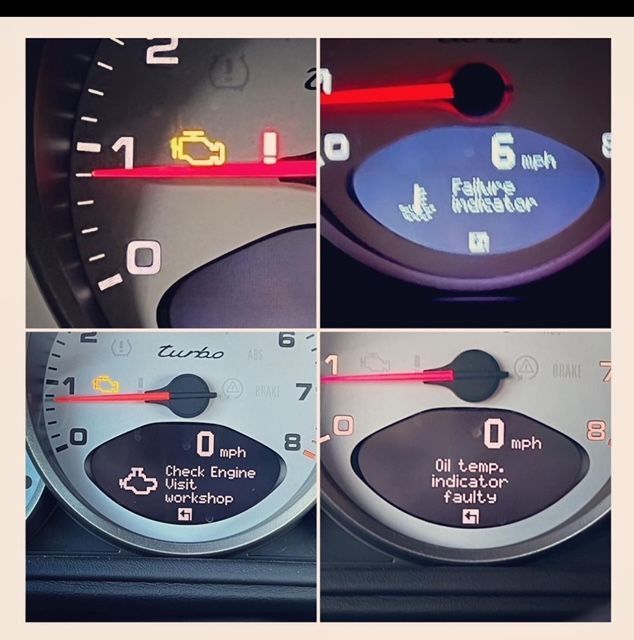 2
1
0
0
6 mph
Failure
indicator
2
turbo
6
ABS
1
BRAKE
7
0
8
0 mph
Check Engine
Visit
workshop
1
BRAKE
7
0
8
0 mph
Oil temp.
indicator
faulty